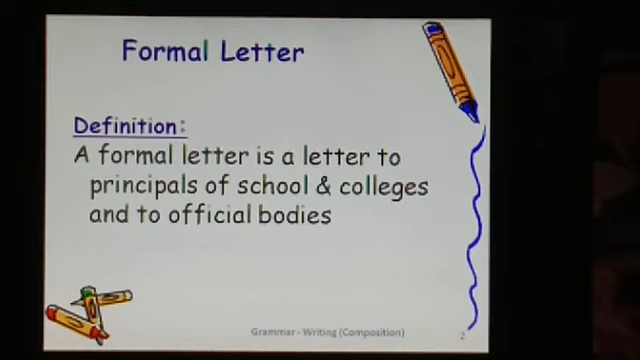 Formal Letter
Definition:
A formal letter is a letter to
principals of school & colleges
and to official bodies
Grammar - Writing (Composition)
2